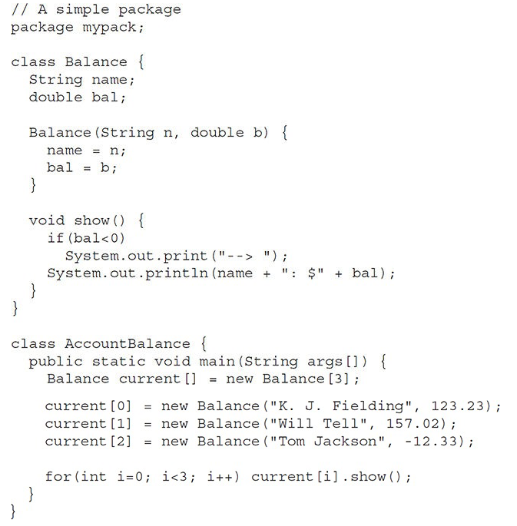 // A simple package
package mypack;

class Balance {
  String name;
  double bal;

  Balance(String n, double b) {
    name = n;
    bal = b;
  }

  void show() {
    if(bal<0)
      System.out.print("--> ");
    System.out.println(name + ": $" + bal);
  }
}

class AccountBalance {
  public static void main(String args[]) {
    Balance current[] = new Balance[3];

    current[0] = new Balance("K. J. Fielding", 123.23);
    current[1] = new Balance("Will Tell", 157.02);
    current[2] = new Balance("Tom Jackson", -12.33);

    for(int i=0; i<3; i++) current[i].show();
  }
}